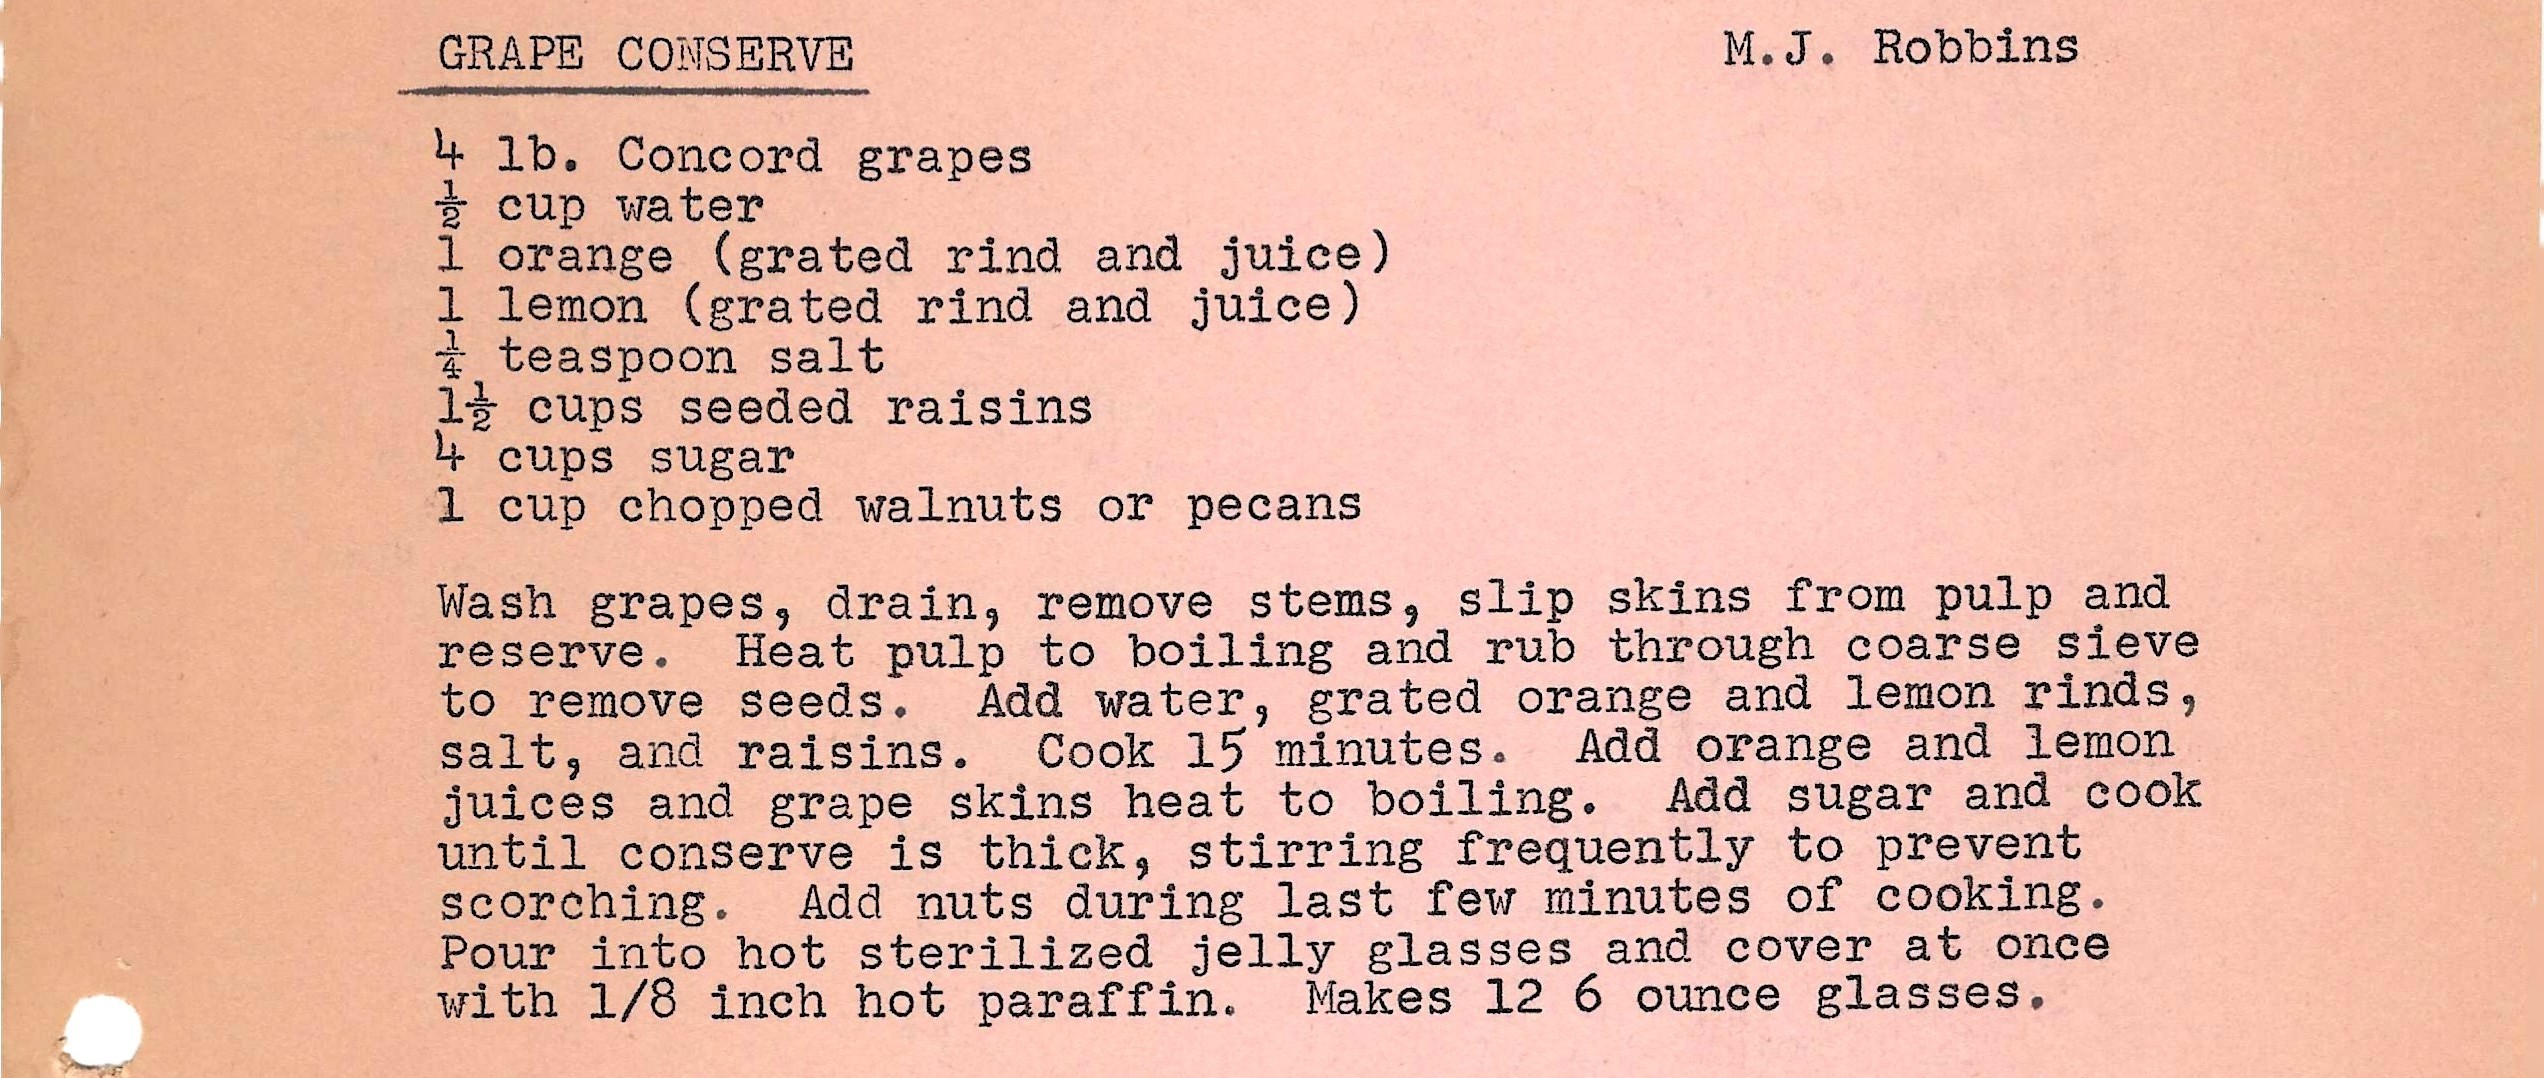 GRAPE CONSERVE M.J. Robbins
4 lb. Concord grapes
½ cup water
1 orange (grated rind and juice)
1 lemon (grated rind and juice)
¼ teaspoon salt
1½ cups seeded raisins
4 cups sugar
1 cup chopped walnuts or pecans
Wash grapes, drain, remove stems, slip skins from pulp and
reserve. Heat pulp to boiling and rub through coarse sieve
to remove seeds. Add water, grated orange and lemon rinds,
salt, and raisins. Cook 15 minutes. Add orange and lemon
juices and grape skins heat to boiling. Add sugar and cook
until conserve is thick, stirring frequently to prevent
scorching. Add nuts during last few minutes of cooking.
Pour into hot sterilized jelly glasses and cover at once
with 1/8 inch hot paraffin. Makes 12 6 ounce glasses.